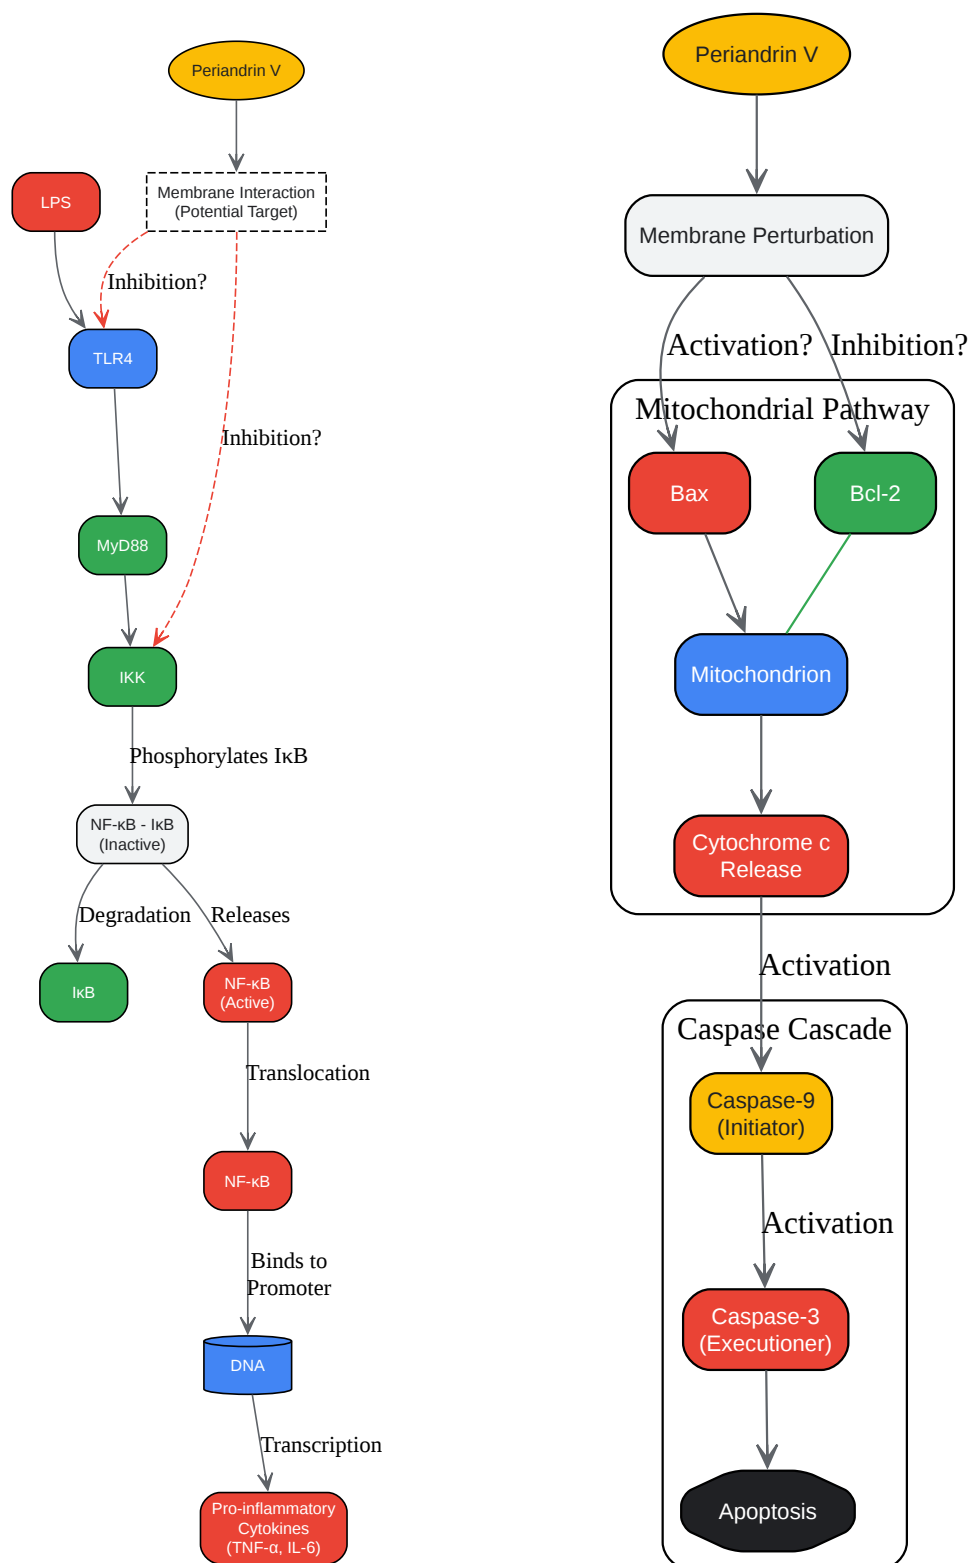 Periandrin V
Membrane Interaction
(Potential Target)
LPS
Inhibition?
TLR4
Inhibition?
MyD88
IKK
Phosphorylates IκB
NF-κB - IκB
(Inactive)
Degradation
Releases
IκB
NF-κB
(Active)
Translocation
NF-κB
Binds to
Promoter
DNA
Transcription
Pro-inflammatory
Cytokines
(TNF-α, IL-6)
Periandrin V
Membrane Perturbation
Activation?
Inhibition?
Mitochondrial Pathway
Bax
Bcl-2
Mitochondrion
Cytochrome c
Release
Activation
Caspase Cascade
Caspase-9
(Initiator)
Activation
Caspase-3
(Executioner)
Apoptosis